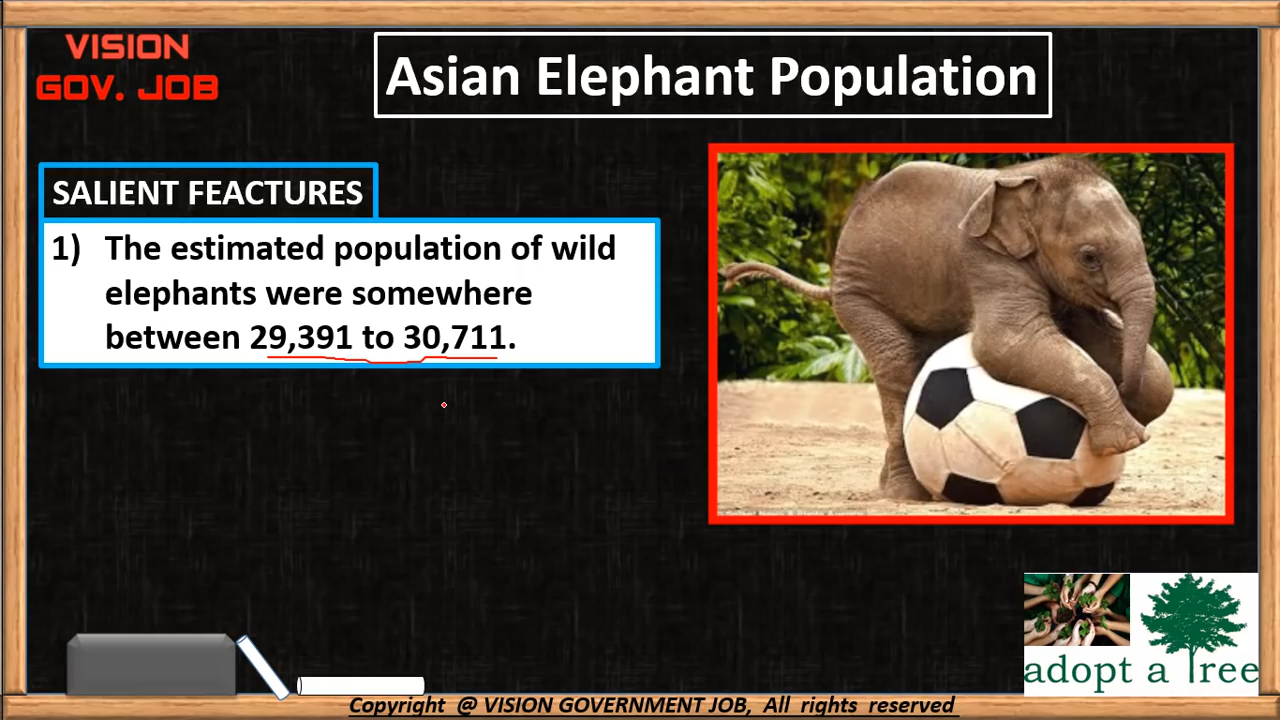 VISION
GOV. JOB
Asian Elephant Population
SALIENT FEACTURES
1) The estimated population of wild
elephants were somewhere
between 29,391 to 30,711.
adopt a Tree
Copyright @ VISION GOVERNMENT JOB, All rights reserved